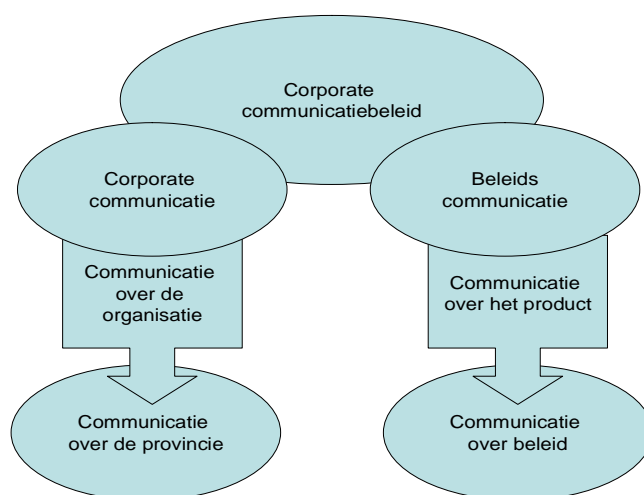 Corporate
communicatiebeleid
Corporate
communicatie
Beleids
communicatie
Communicatie
over de
organisatie
Communicatie
over het product
Communicatie
over de provincie
Communicatie
over beleid